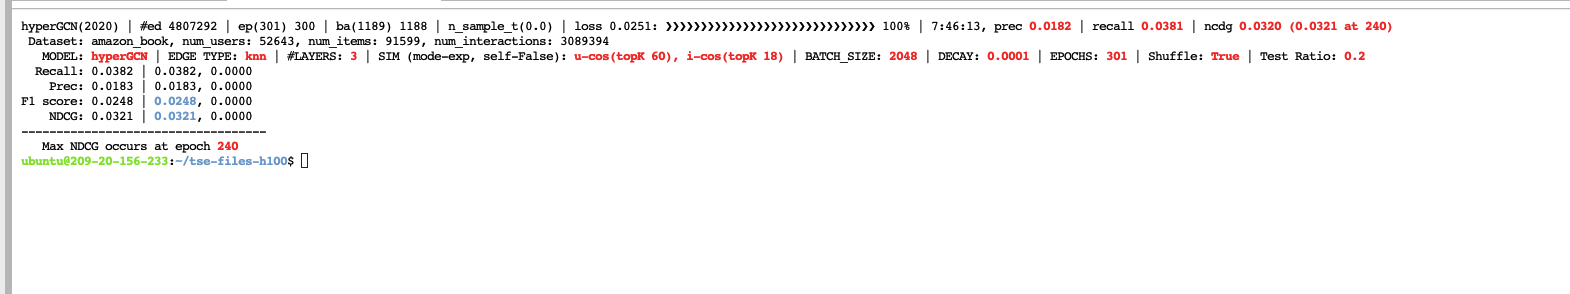 hyperGCN(2020) | #ed 4807292 | ep(301) 300 | ba(1189) 1188 | n_sample_t(0.0) | loss 0.0251: ❯❯❯❯❯❯❯❯❯❯❯❯❯❯❯❯❯❯❯❯❯❯❯❯❯❯❯❯❯❯ 100% | 7:46:13, prec 0.0182 | recall 0.0381 | ncdg 0.0320 (0.0321 at 240)
Dataset: amazon_book, num_users: 52643, num_items: 91599, num_interactions: 3089394
MODEL: hyperGCN | EDGE TYPE: knn | #LAYERS: 3 | SIM (mode-exp, self-False): u-cos(topK 60), i-cos(topK 18) | BATCH_SIZE: 2048 | DECAY: 0.0001 | EPOCHS: 301 | Shuffle: True | Test Ratio: 0.2
Recall: 0.0382 | 0.0382, 0.0000
Prec: 0.0183 | 0.0183, 0.0000
F1 score: 0.0248 | 0.0248, 0.0000
NDCG: 0.0321 | 0.0321, 0.0000
-----------------------------------
Max NDCG occurs at epoch 240
ubuntu@209-20-156-233:~/tse-files-h100$